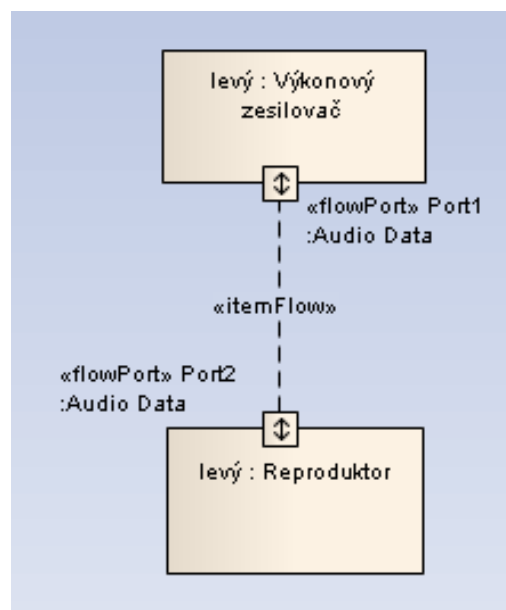 levý : Výkonový
zesilovač
«flowPort» Port1
:Audio Data
«itemFlow»
«flowPort» Port2
:Audio Data
levý : Reproduktor